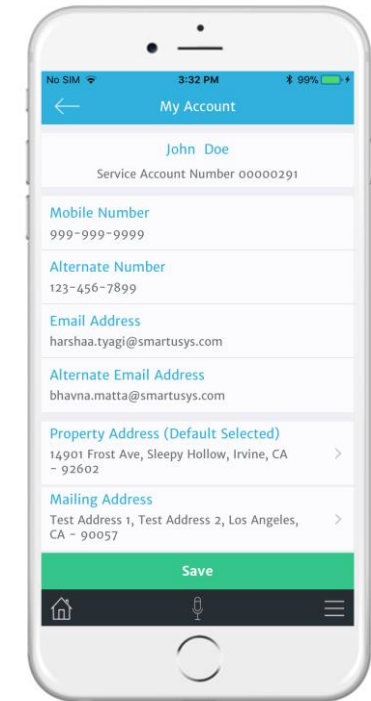 No SIM 3:32 PM 99%
My Account
John Doe
Service Account Number 00000291
Mobile Number
999-999-9999
Alternate Number
123-456-7899
Email Address
harshaa.tyagi@smartusys.com
Alternate Email Address
bhavna.matta@smartusys.com
Property Address (Default Selected)
14901 Frost Ave, Sleepy Hollow, Irvine, CA
- 92602
Mailing Address
Test Address 1, Test Address 2, Los Angeles,
CA - 90057
Save